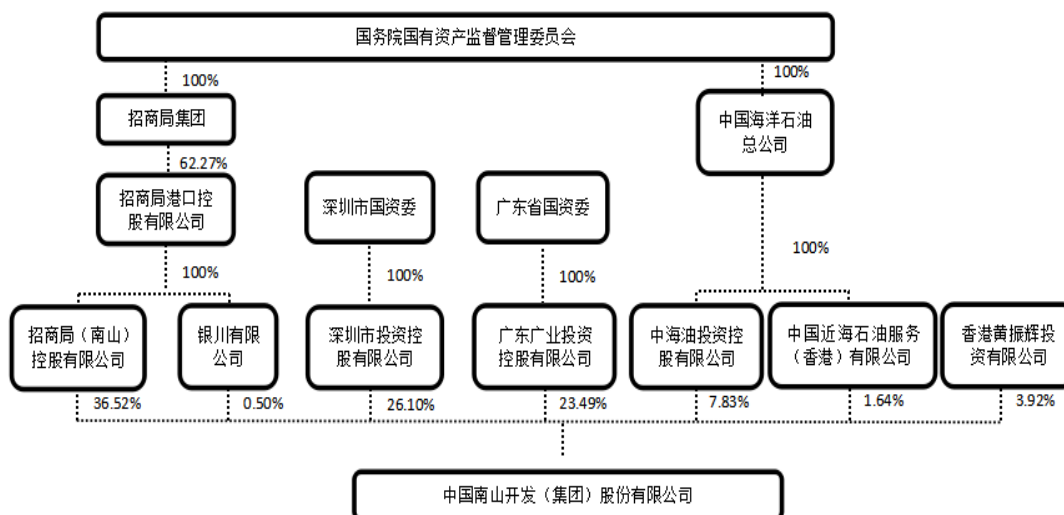 国务院国有资产监督管理委员会
100%
100%
招商局集团
中国海洋石油
总公司
62.27%
招商局港口控
股有限公司
深圳市国资委
广东省国资委
100%
100%
100%
100%
招商局（南山）
控股有限公司
银川有限
公司
深圳市投资控
股有限公司
广东广业投资
控股有限公司
中海油投资控
股有限公司
中国近海石油服务
（香港）有限公司
香港黄振辉投
资有限公司
36.52%
0.50%
26.10%
23.49%
7.83%
1.64%
3.92%
中国南山开发（集团）股份有限公司